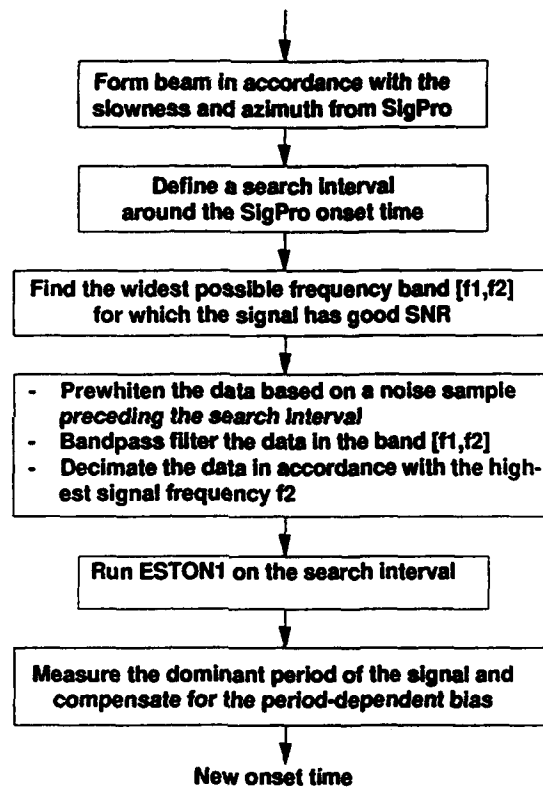 Form beam in accordance with the
slowness and azimuth from SigPro
Define a search interval
around the SigPro onset time
Find the widest possible frequency band [f1,f2]
for which the signal has good SNR
- Prewhiten the data based on a noise sample
preceding the search interval
- Bandpass filter the data in the band [f1,f2]
- Decimate the data in accordance with the high-
est signal frequency f2
Run ESTON1 on the search interval
Measure the dominant period of the signal and
compensate for the period-dependent bias
New onset time